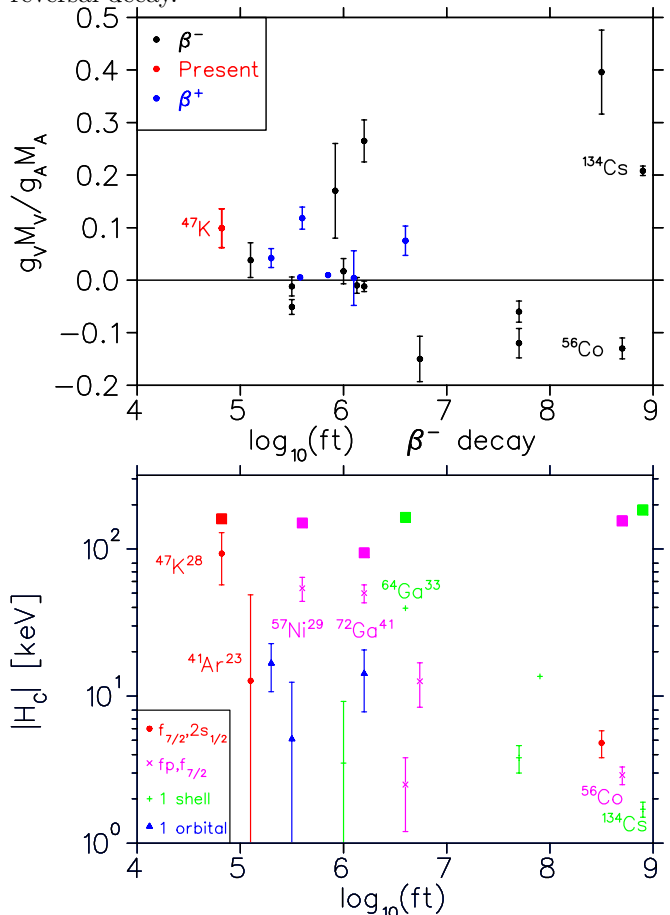 reversal decay.
0.5
0.4
0.3
0.2
0.1
0.0
−0.1
−0.2
g_V M_V/g_A M_A
β⁻
Present
β⁺
¹³⁴Cs
⁴⁷K
⁵⁶Co
4 5 6 7 8 9
log₁₀(ft) β⁻ decay
10²
10¹
10⁰
|H_C| [keV]
⁴⁷K²⁸
⁶⁴Ga³³
⁵⁷Ni²⁹ ⁷²Ga⁴¹
⁴¹Ar²³
f₇/₂,2s₁/₂
fp,f₇/₂
1 shell
1 orbital
⁵⁶Co
¹³⁴Cs
4 5 6 7 8 9
log₁₀(ft)